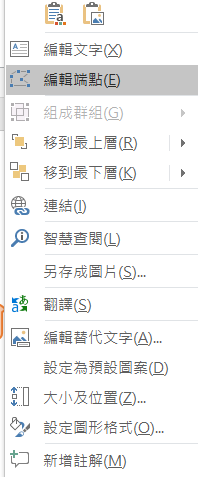 編輯文字(X)
編輯端點(E)
組成群組(G)
移到最上層(R)
移到最下層(K)
連結(I)
智慧查閱(L)
另存成圖片(S)...
翻譯(S)
編輯替代文字(A)...
設定為預設圖案(D)
大小及位置(Z)...
設定圖形格式(O)...
新增註解(M)